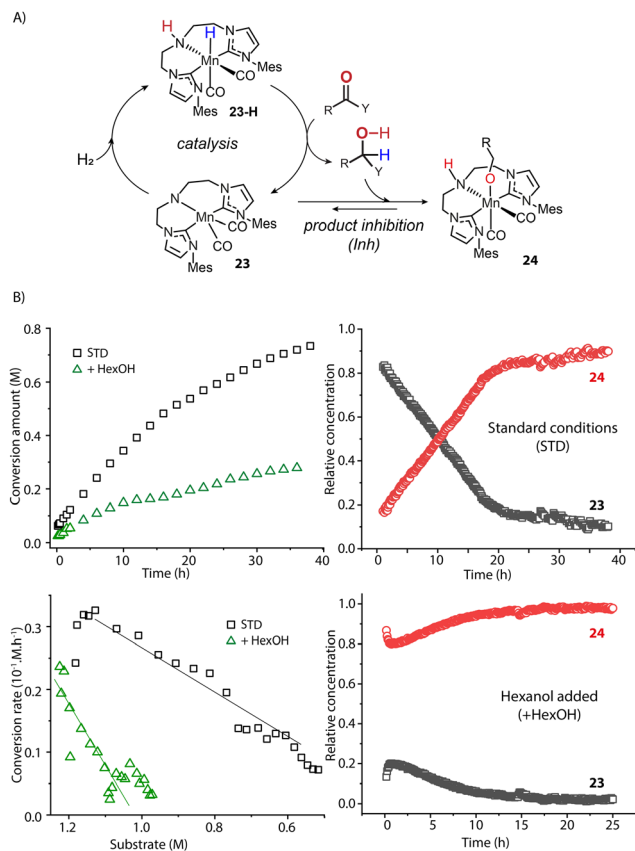 A)
H
H
N
N
N
Mn
N
N
Mes
CO
CO
Mes
23-H
O
R
Y
catalysis
H₂
O–H
R
H
Y
N
N
N
Mn
N
N
Mes
CO
CO
Mes
23
product inhibition
(Inh)
R
H
O
N
N
N
Mn
N
N
Mes
CO
CO
Mes
24
B)
Conversion amount (M)
0.8
0.6
0.4
0.2
0.0
STD
+ HexOH
0
10
20
30
40
Time (h)
Relative concentration
1.0
0.8
0.6
0.4
0.2
0.0
24
Standard conditions
(STD)
23
0
10
20
30
40
Time (h)
Conversion rate (10⁻¹.M.h⁻¹)
0.3
0.2
0.1
0.0
STD
+ HexOH
1.2
1.0
0.8
0.6
Substrate (M)
Relative concentration
1.0
0.8
0.6
0.4
0.2
0.0
24
Hexanol added
(+HexOH)
23
0
5
10
15
20
25
Time (h)